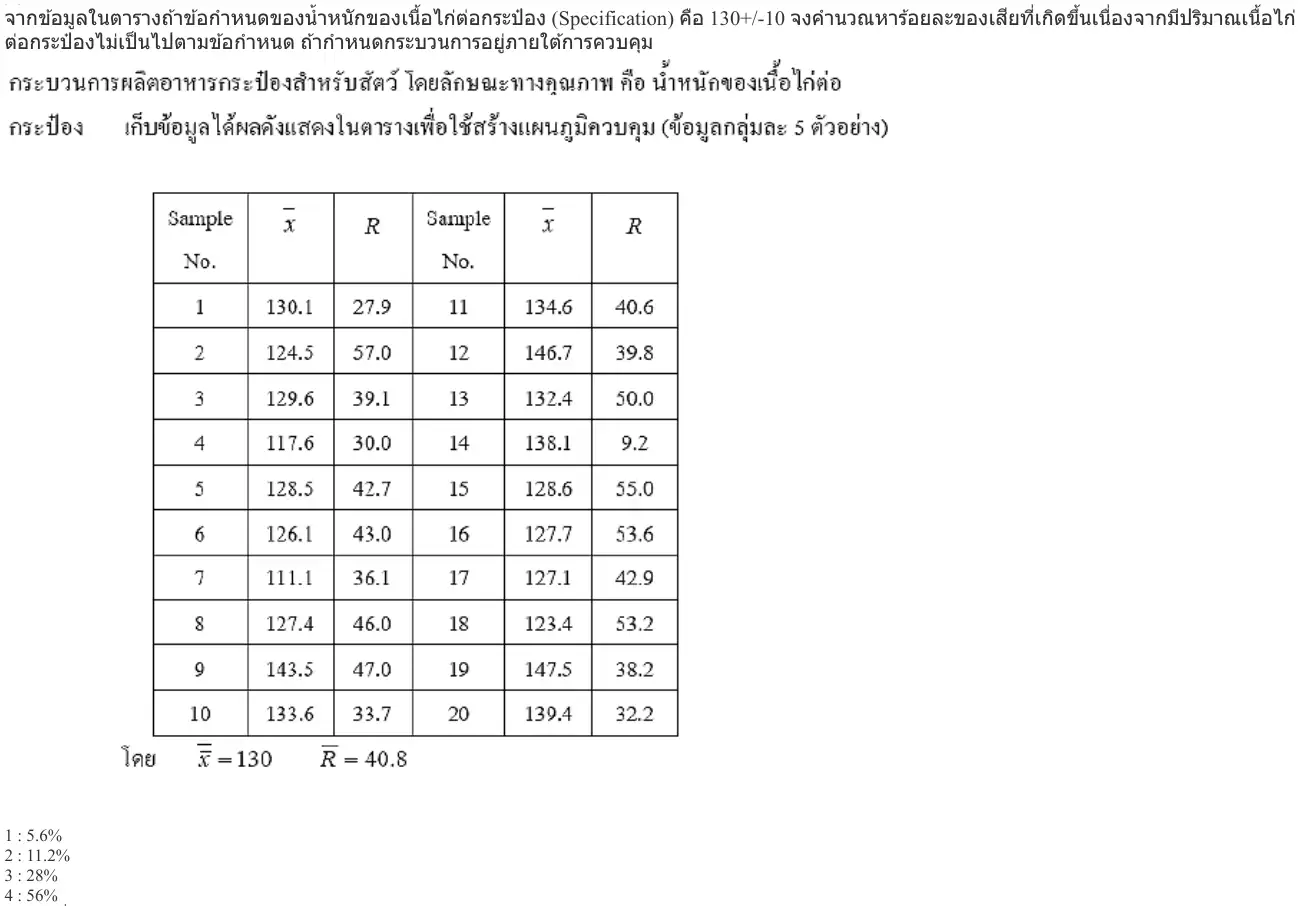 จากข้อมูลในตารางถ้าข้อกำหนดของน้ำหนักของเนื้อไก่ต่อกระป๋อง (Specification) คือ 130+/-10 จงคำนวณหาร้อยละของเสียที่เกิดขึ้นเนื่องจากมีปริมาณเนื้อไก่
ต่อกระป๋องไม่เป็นไปตามข้อกำหนด ถ้ากำหนดกระบวนการอยู่ภายใต้การควบคุม
กระบวนการผลิตอาหารกระป๋องสำหรับสัตว์ โดยลักษณะทางคุณภาพ คือ น้ำหนักของเนื้อไก่ต่อ
กระป๋อง เก็บข้อมูลได้ผลดังแสดงในตารางเพื่อใช้สร้างแผนภูมิควบคุม (ข้อมูลกลุ่มละ 5 ตัวอย่าง)
Sample No. x̄ R Sample No. x̄ R
1 130.1 27.9 11 134.6 40.6
2 124.5 57.0 12 146.7 39.8
3 129.6 39.1 13 132.4 50.0
4 117.6 30.0 14 138.1 9.2
5 128.5 42.7 15 128.6 55.0
6 126.1 43.0 16 127.7 53.6
7 111.1 36.1 17 127.1 42.9
8 127.4 46.0 18 123.4 53.2
9 143.5 47.0 19 147.5 38.2
10 133.6 33.7 20 139.4 32.2
โดย x̿ = 130 R̄ = 40.8
1 : 5.6%
2 : 11.2%
3 : 28%
4 : 56%